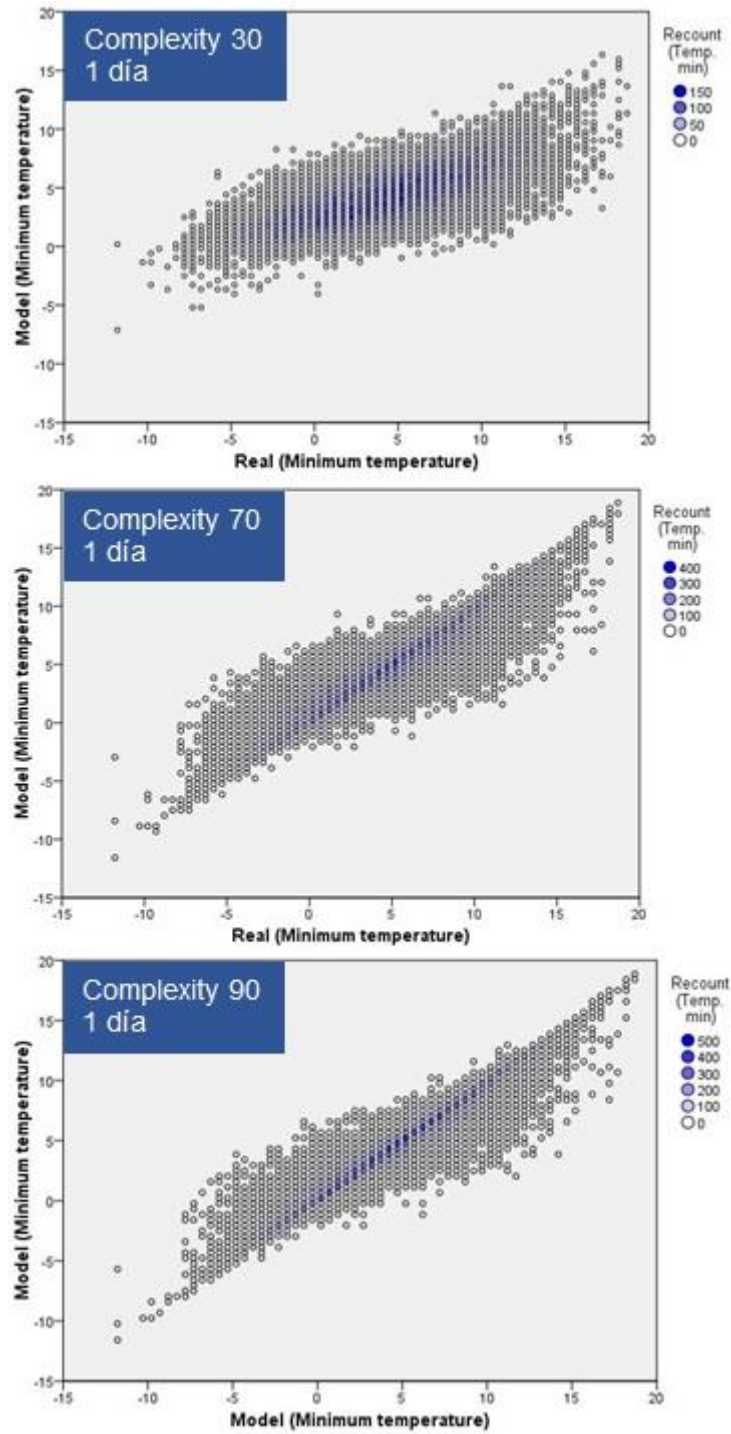 Complexity 30
1 día
Recount
(Temp.
min)
150
100
50
0
Model (Minimum temperature)
20
15
10
5
0
-5
-10
-15
-15 -10 -5 0 5 10 15 20
Real (Minimum temperature)
Complexity 70
1 día
Recount
(Temp.
min)
400
300
200
100
0
Model (Minimum temperature)
20
15
10
5
0
-5
-10
-15
-15 -10 -5 0 5 10 15 20
Real (Minimum temperature)
Complexity 90
1 día
Recount
(Temp.
min)
500
400
300
200
100
0
Model (Minimum temperature)
20
15
10
5
0
-5
-10
-15
-15 -10 -5 0 5 10 15 20
Model (Minimum temperature)